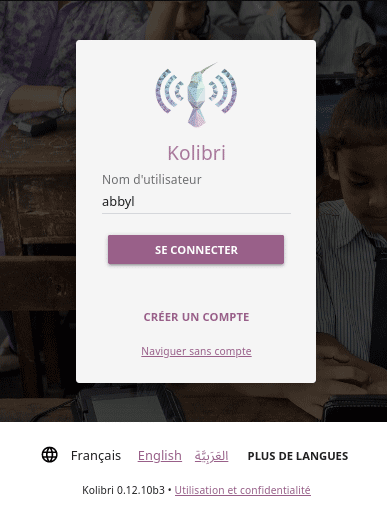 Kolibri
Nom d'utilisateur
abbyl
SE CONNECTER
CRÉER UN COMPTE
Naviguer sans compte
Français English العَرَبِيَّة PLUS DE LANGUES
Kolibri 0.12.10b3 • Utilisation et confidentialité